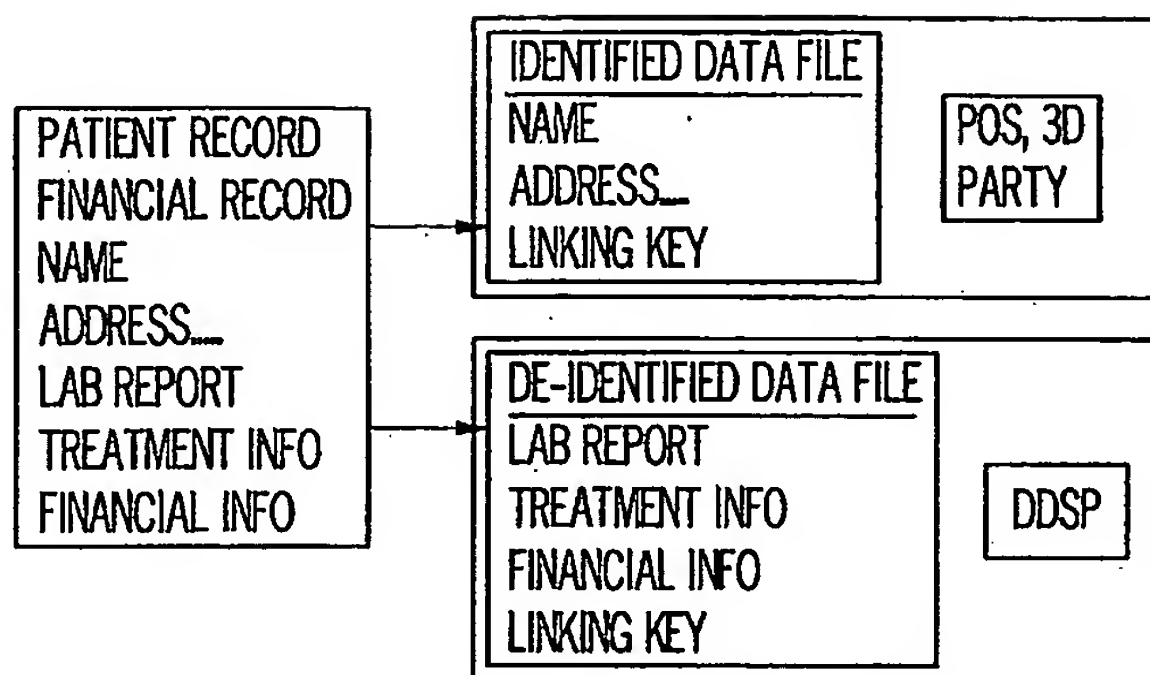 PATIENT RECORD
FINANCIAL RECORD
NAME
ADDRESS.....
LAB REPORT
TREATMENT INFO
FINANCIAL INFO
IDENTIFIED DATA FILE
NAME
ADDRESS....
LINKING KEY
POS, 3D
PARTY
DE-IDENTIFIED DATA FILE
LAB REPORT
TREATMENT INFO
FINANCIAL INFO
LINKING KEY
DDSP